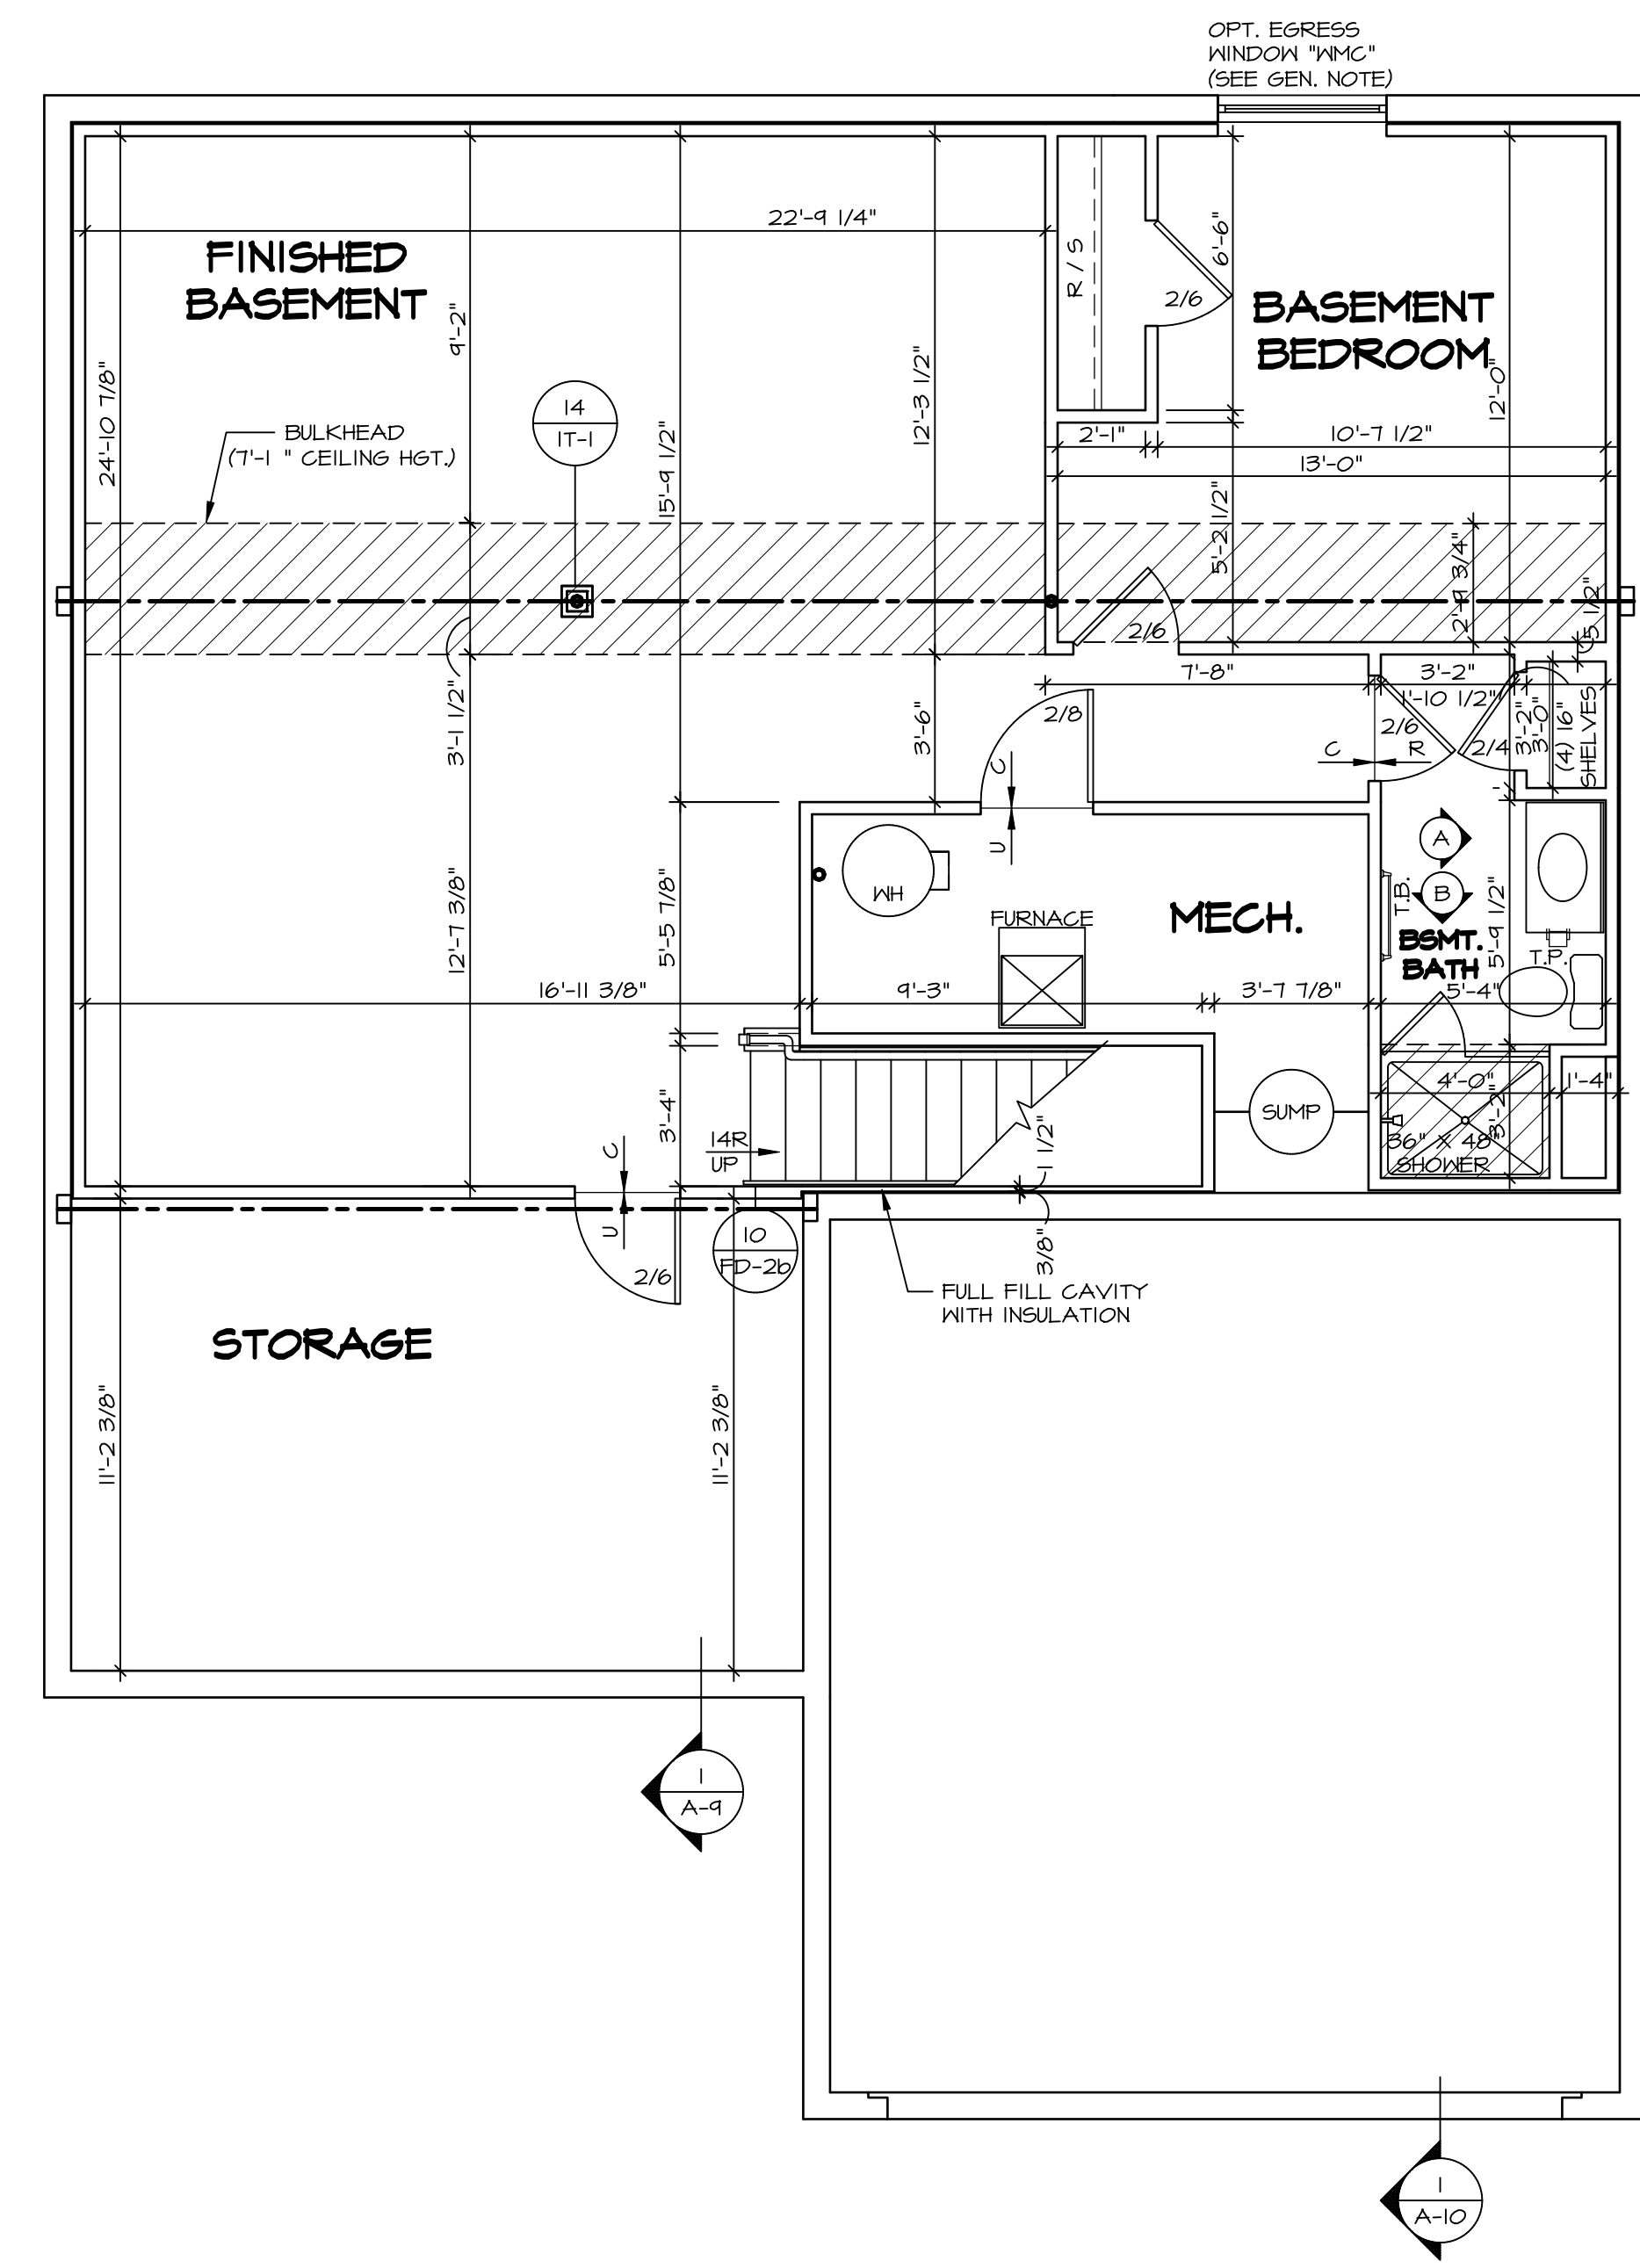 OPT. EGRESS
WINDOW "WMC"
(SEE GEN. NOTE)
22'-9 1/4"
FINISHED
BASEMENT
9'-2"
24'-10 7/8"
BULKHEAD
(7'-1 " CEILING HGT.)
14
1T-1
15'-9 1/2"
12'-3 1/2"
R / S
2/6
6'-6"
BASEMENT
BEDROOM
12'-0"
2'-1"
10'-7 1/2"
13'-0"
5'-2 1/2"
2'-9 3/4"
5 1/2"
2/6
7'-8"
3'-2"
1'-10 1/2"
3'-1 1/2"
3'-6"
2/8
2/6
2/4
3'-2"
3'-0"
(4) 16"
SHELVES
C
R
C
U
A
B
T.B.
WH
FURNACE
MECH.
BSMT.
BATH
5'-9 1/2"
T.P.
12'-7 3/8"
5'-5 7/8"
16'-11 3/8"
9'-3"
3'-7 7/8"
5'-4"
4'-0"
1'-4"
3'-2"
36" X 48"
SHOWER
SUMP
3'-4"
14R
UP
1 1/2"
C
U
2/6
10
FD-2b
3/8"
FULL FILL CAVITY
WITH INSULATION
STORAGE
11'-2 3/8"
11'-2 3/8"
1
A-9
1
A-10